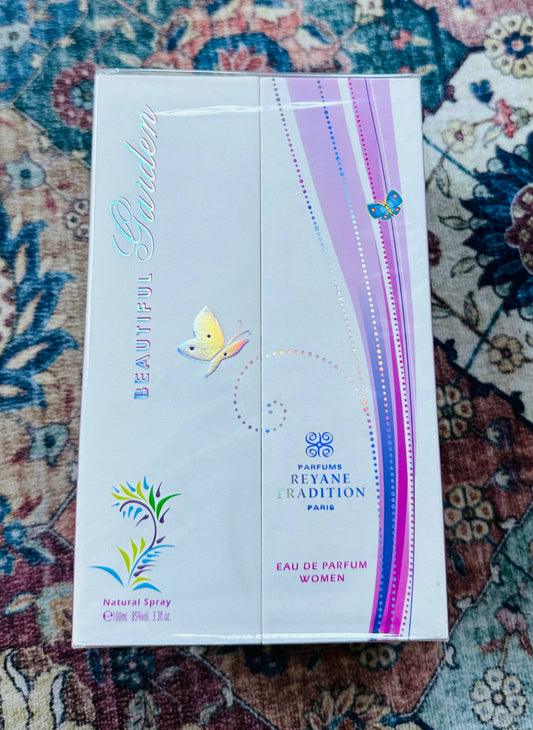 BEAUTIFUL Garden
PARFUMS
REYANE
TRADITION
PARIS
EAU DE PARFUM
WOMEN
Natural Spray
℮100ml. 85%vol. 3.3fl.oz.